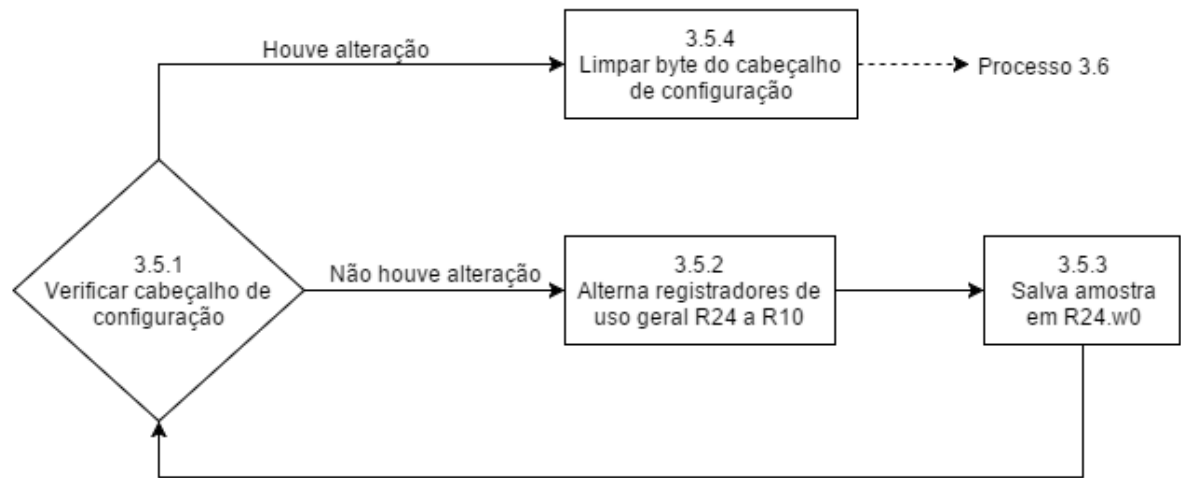 Houve alteração
3.5.4
Limpar byte do cabeçalho
de configuração
Processo 3.6
3.5.1
Verificar cabeçalho de
configuração
Não houve alteração
3.5.2
Alterna registradores de
uso geral R24 a R10
3.5.3
Salva amostra
em R24.w0